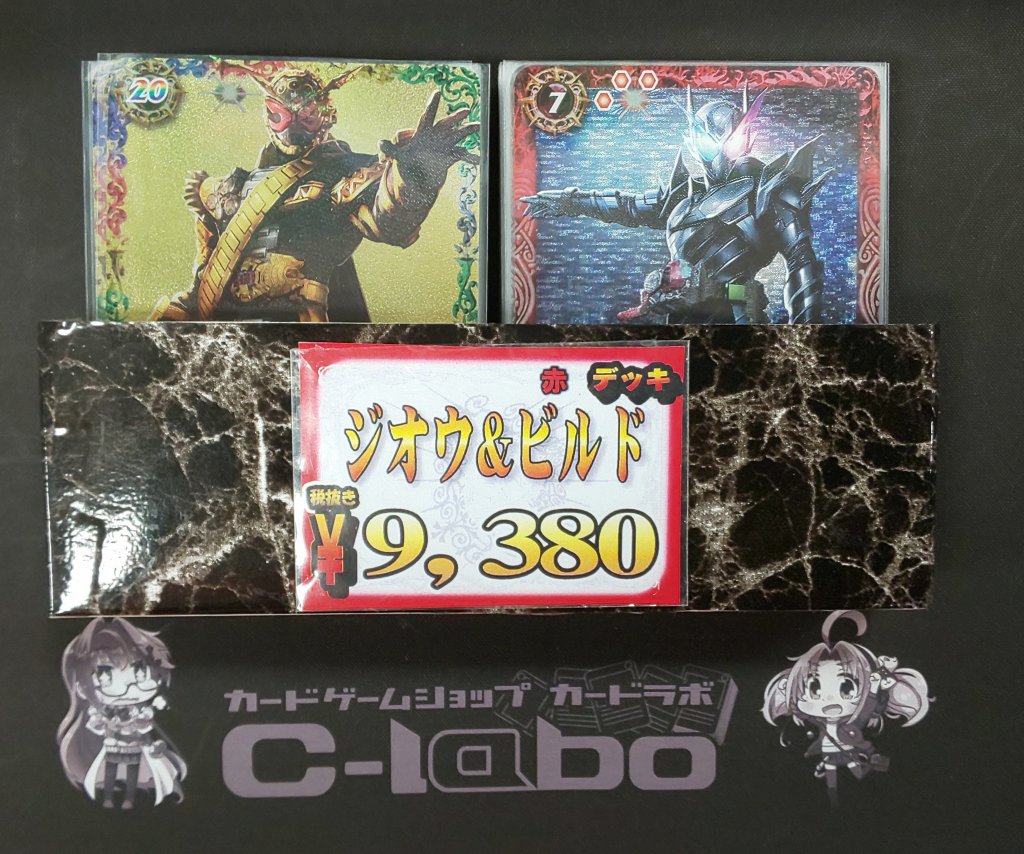 20
7
赤 デッキ
ジオウ&ビルド
税抜き
¥9,380
カードゲームショップ カードラボ
C-labo